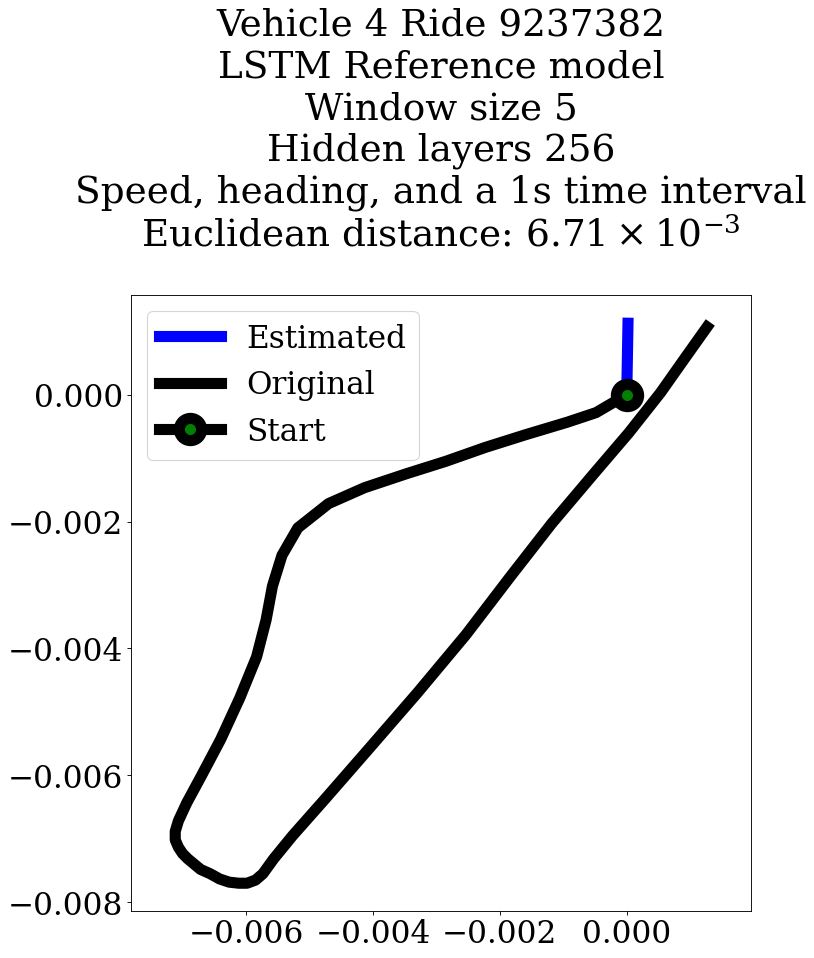 Vehicle 4 Ride 9237382
LSTM Reference model
Window size 5
Hidden layers 256
Speed, heading, and a 1s time interval
Euclidean distance: 6.71 × 10⁻³
Estimated
Original
Start
0.000
−0.002
−0.004
−0.006
−0.008
−0.006 −0.004 −0.002 0.000